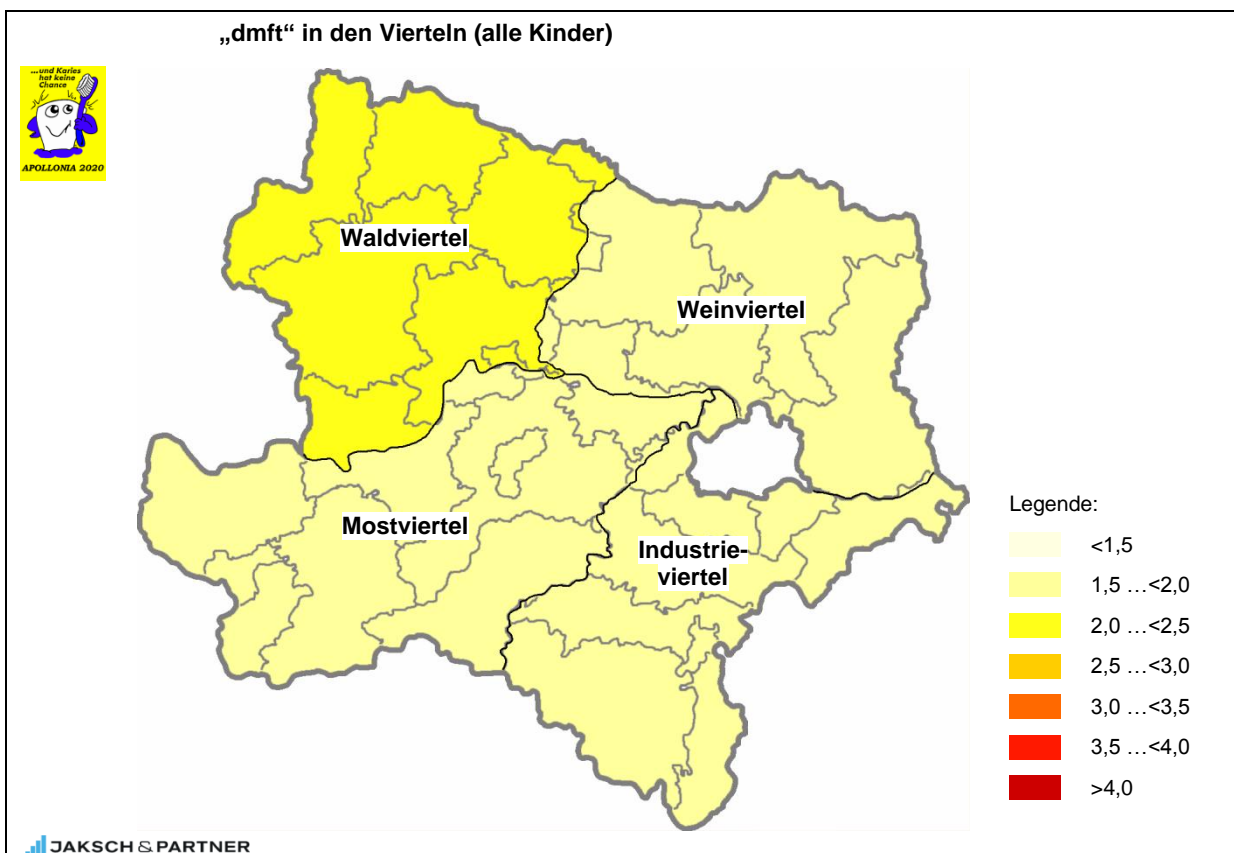 „dmft“ in den Vierteln (alle Kinder)
...und Karies
hat keine
Chance
APOLLONIA 2020
Waldviertel
Weinviertel
Mostviertel
Industrie-
viertel
Legende:
<1,5
1,5 …<2,0
2,0 …<2,5
2,5 …<3,0
3,0 …<3,5
3,5 …<4,0
>4,0
JAKSCH & PARTNER